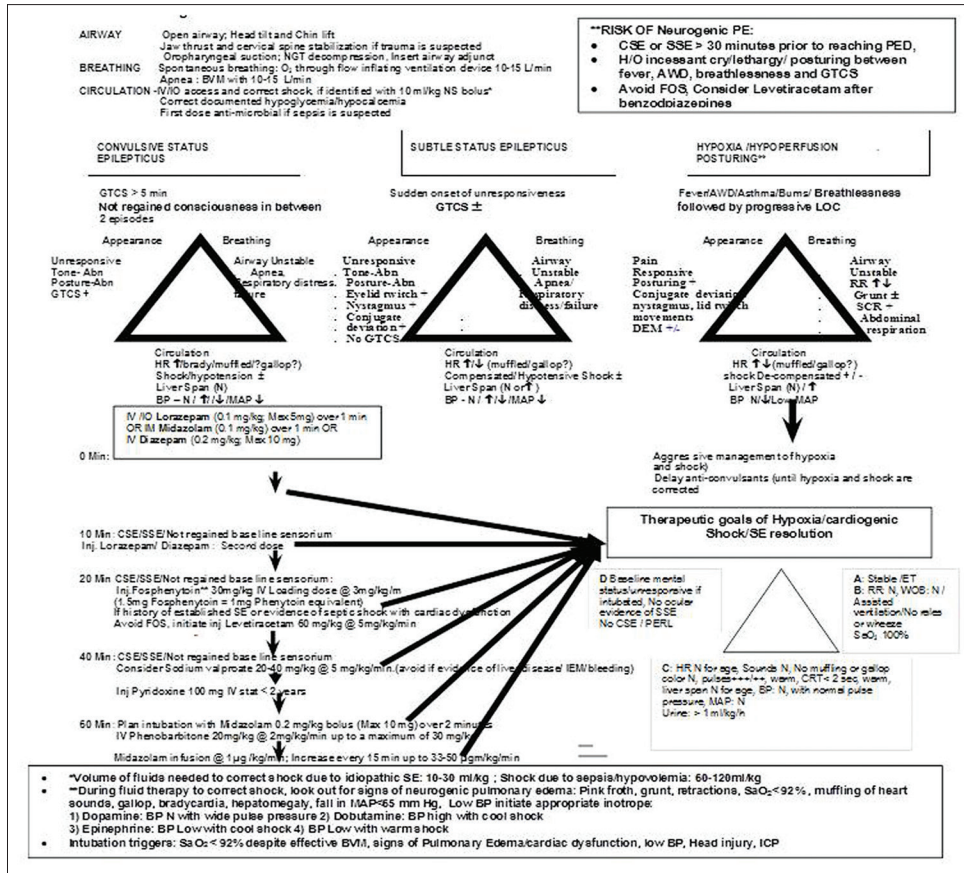 **RISK OF Neurogenic PE:
• CSE or SSE > 30 minutes prior to reaching PED,
• H/O incessant cry/lethargy/ posturing between
fever, AWD, breathlessness and GTCS
• Avoid FOS, Consider Levetiracetam after
benzodiazepines
AIRWAY Open airway; Head tilt and Chin lift
Jaw thrust and cervical spine stabilization if trauma is suspected
Oropharyngeal suction; NGT decompression, Insert airway adjunct
BREATHING Spontaneous breathing: O₂ through flow inflating ventilation device 10-15 L/min
Apnea : BVM with 10-15 L/min
CIRCULATION -IV/IO access and correct shock, if identified with 10 ml/kg NS bolus*
Correct documented hypoglycemia/hypocalcemia
First dose anti-microbial if sepsis is suspected
CONVULSIVE STATUS
EPILEPTICUS
GTCS > 5 min
Not regained consciousness in between
2 episodes
Appearance Breathing
Unresponsive
Tone- Abn
Posture-Abn
GTCS +
Airway Unstable
Apnea,
Respiratory distress.
failure
Circulation
HR ↑/brady/muffled/?gallop?)
Shock/hypotension ±
Liver Span (N)
BP – N / ↑/↓/MAP ↓
SUBTLE STATUS EPILEPTICUS
Sudden onset of unresponsiveness
GTCS ±
Appearance Breathing
Unresponsive
. Tone-Abn
. Posture-Abn
. Eyelid twitch +
. Nystagmus +
. Conjugate
. deviation +
. No GTCS
Airway
. Unstable
. Apnea/
Respiratory
distress/failure
Circulation
HR ↑/↓ (muffled/gallop?)
Compensated/Hypotensive Shock ±
Liver Span (N or↑)
BP - N / ↑/↓/MAP ↓
HYPOXIA /HYPOPERFUSION
POSTURING**
Fever/AWD/Asthma/Burns/ Breathlessness
followed by progressive LOC
Appearance Breathing
Pain
Responsive
Posturing +
Conjugate deviation
nystagmus, lid twitch
movements
DEM +/-
Airway
Unstable
RR ↑↓
. Grunt ±
. SCR +
. Abdominal
respiration
Circulation
HR ↑↓ (muffled/gallop?)
shock De-compensated + / -
Liver Span (N) / ↑
BP N/↓/Low MAP
Aggressive management of hypoxia
and shock)
Delay anti-convulsants (until hypoxia and shock are
corrected
0 Min:
IV /IO Lorazepam (0.1 mg/kg; Max 5mg) over 1 min
OR IM Midazolam (0.1 mg/kg) over 1 min OR
IV Diazepam (0.2 mg/kg; Max 10 mg)
10 Min: CSE/SSE/Not regained base line sensorium
Inj. Lorazepam/ Diazepam : Second dose
20 Min CSE/SSE/Not regained base line sensorium:
Inj.Fosphenytoin** 30mg/kg IV Loading dose @ 3mg/kg/m
(1.5mg Fosphenytoin = 1mg Phenytoin equivalent)
If history of established SE or evidence of septic shock with cardiac dysfunction
Avoid FOS, initiate inj Levetiracetam 60 mg/kg @ 5mg/kg/min
40 Min: CSE/SSE/Not regained base line sensorium
Consider Sodium valproate 20-40 mg/kg @ 5 mg/kg/min.(avoid if evidence of liver disease/ IEM/bleeding)
Inj Pyridoxine 100 mg IV stat < 2 years
60 Min: Plan intubation with Midazolam 0.2 mg/kg bolus (Max 10 mg) over 2 minutes
IV Phenobarbitone 20mg/kg @ 2mg/kg/min up to a maximum of 30 mg/kg
Midazolam infusion @ 1µg /kg/min; Increase every 15 min up to 33-50 µgm/kg/min
Therapeutic goals of Hypoxia/cardiogenic
Shock/SE resolution
D Baseline mental
status/unresponsive if
intubated, No ocular
evidence of SSE
No CSE / PERL
A: Stable /ET
B: RR: N, WOB: N /
Assisted
ventilation/No rales
or wheeze
SaO₂ 100%
C: HR N for age, Sounds N, No muffling or gallop
color N, pulses+++/++, warm, CRT< 2 sec, warm,
liver span N for age, BP: N, with normal pulse
pressure, MAP: N
Urine: > 1 ml/kg/h
• *Volume of fluids needed to correct shock due to idiopathic SE: 10-30 ml/kg ; Shock due to sepsis/hypovolemia: 60-120ml/kg
• **During fluid therapy to correct shock, look out for signs of neurogenic pulmonary edema: Pink froth, grunt, retractions, SaO₂<92%, muffling of heart
sounds, gallop, bradycardia, hepatomegaly, fall in MAP<65 mm Hg, Low BP initiate appropriate inotrope:
1) Dopamine: BP N with wide pulse pressure 2) Dobutamine: BP high with cool shock
3) Epinephrine: BP Low with cool shock 4) BP Low with warm shock
• Intubation triggers: SaO₂ < 92% despite effective BVM, signs of Pulmonary Edema/cardiac dysfunction, low BP, Head injury, ICP